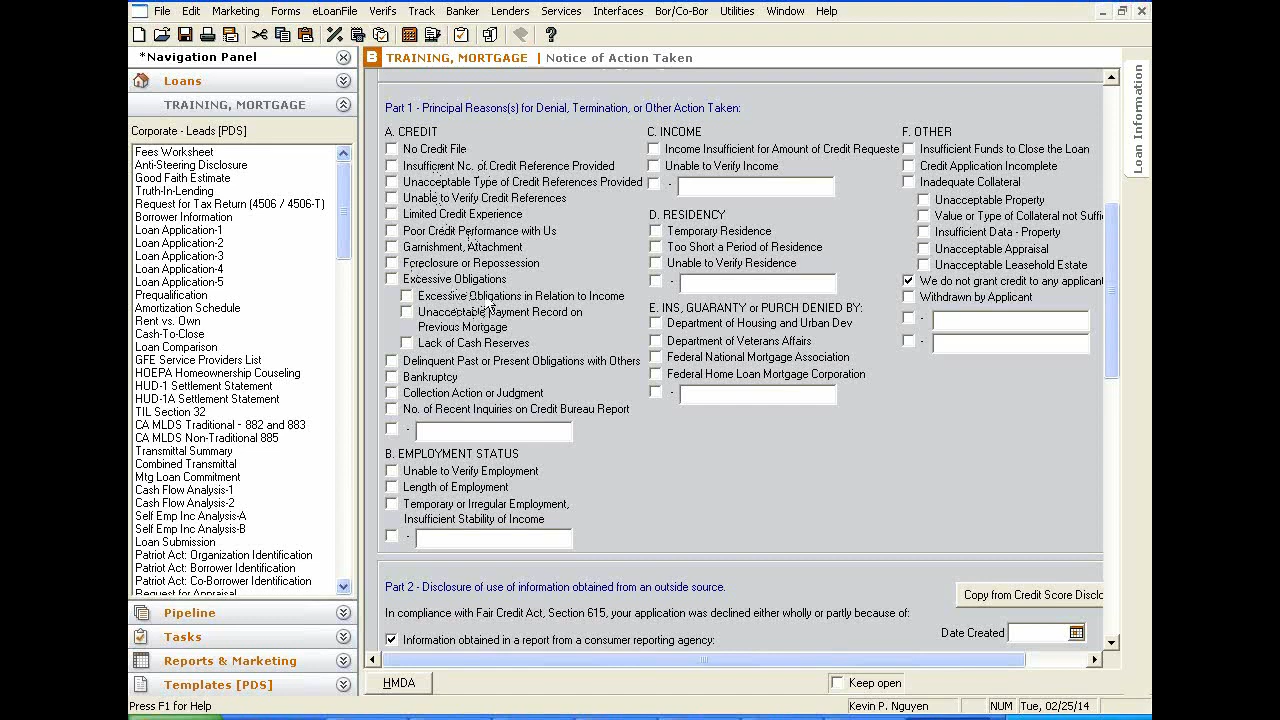 File Edit Marketing Forms eLoanFile Verifs Track Banker Lenders Services Interfaces Bor/Co-Bor Utilities Window Help
*Navigation Panel
Loans
TRAINING, MORTGAGE
Corporate - Leads [PDS]
Fees Worksheet
Anti-Steering Disclosure
Good Faith Estimate
Truth-In-Lending
Request for Tax Return (4506 / 4506-T)
Borrower Information
Loan Application-1
Loan Application-2
Loan Application-3
Loan Application-4
Loan Application-5
Prequalification
Amortization Schedule
Rent vs. Own
Cash-To-Close
Loan Comparison
GFE Service Providers List
HOEPA Homeownership Couseling
HUD-1 Settlement Statement
HUD-1A Settlement Statement
TIL Section 32
CA MLDS Traditional - 882 and 883
CA MLDS Non-Traditional 885
Transmittal Summary
Combined Transmittal
Mtg Loan Commitment
Cash Flow Analysis-1
Cash Flow Analysis-2
Self Emp Inc Analysis-A
Self Emp Inc Analysis-B
Loan Submission
Patriot Act: Organization Identification
Patriot Act: Borrower Identification
Patriot Act: Co-Borrower Identification
Request for Appraisal
Pipeline
Tasks
Reports & Marketing
Templates [PDS]
B TRAINING, MORTGAGE | Notice of Action Taken
Loan Information
Part 1 - Principal Reasons(s) for Denial, Termination, or Other Action Taken:
A. CREDIT
No Credit File
Insufficient No. of Credit Reference Provided
Unacceptable Type of Credit References Provided
Unable to Verify Credit References
Limited Credit Experience
Poor Credit Performance with Us
Garnishment, Attachment
Foreclosure or Repossession
Excessive Obligations
Excessive Obligations in Relation to Income
Unacceptable Payment Record on
Previous Mortgage
Lack of Cash Reserves
Delinquent Past or Present Obligations with Others
Bankruptcy
Collection Action or Judgment
No. of Recent Inquiries on Credit Bureau Report
-
B. EMPLOYMENT STATUS
Unable to Verify Employment
Length of Employment
Temporary or Irregular Employment,
Insufficient Stability of Income
-
C. INCOME
Income Insufficient for Amount of Credit Requeste
Unable to Verify Income
-
D. RESIDENCY
Temporary Residence
Too Short a Period of Residence
Unable to Verify Residence
-
E. INS, GUARANTY or PURCH DENIED BY:
Department of Housing and Urban Dev
Department of Veterans Affairs
Federal National Mortgage Association
Federal Home Loan Mortgage Corporation
-
F. OTHER
Insufficient Funds to Close the Loan
Credit Application Incomplete
Inadequate Collateral
Unacceptable Property
Value or Type of Collateral not Suffi
Insufficient Data - Property
Unacceptable Appraisal
Unacceptable Leasehold Estate
We do not grant credit to any applicant
Withdrawn by Applicant
-
-
Part 2 - Disclosure of use of information obtained from an outside source.
Copy from Credit Score Disclo
In compliance with Fair Credit Act, Section 615, your application was declined either wholly or partly because of:
Date Created
Information obtained in a report from a consumer reporting agency:
HMDA
Keep open
Press F1 for Help
Kevin P. Nguyen NUM Tue, 02/25/14